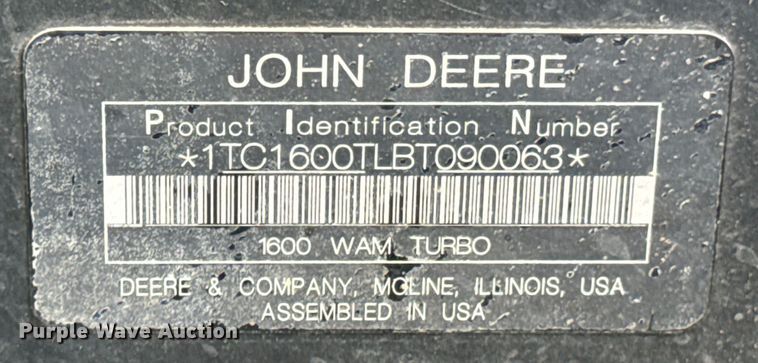 JOHN DEERE
Product Identification Number
*1TC1600TLBT090063*
1600 WAM TURBO
DEERE & COMPANY, MOLINE, ILLINOIS, USA
ASSEMBLED IN USA
Purple Wave Auction